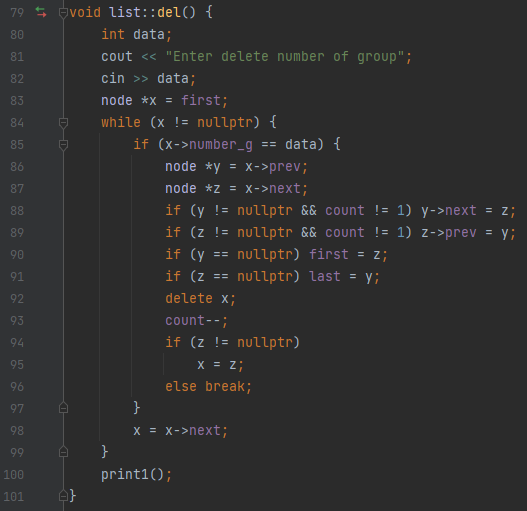 79 void list::del() {
80 int data;
81 cout << "Enter delete number of group";
82 cin >> data;
83 node *x = first;
84 while (x != nullptr) {
85 if (x->number_g == data) {
86 node *y = x->prev;
87 node *z = x->next;
88 if (y != nullptr && count != 1) y->next = z;
89 if (z != nullptr && count != 1) z->prev = y;
90 if (y == nullptr) first = z;
91 if (z == nullptr) last = y;
92 delete x;
93 count--;
94 if (z != nullptr)
95 x = z;
96 else break;
97 }
98 x = x->next;
99 }
100 print1();
101 }